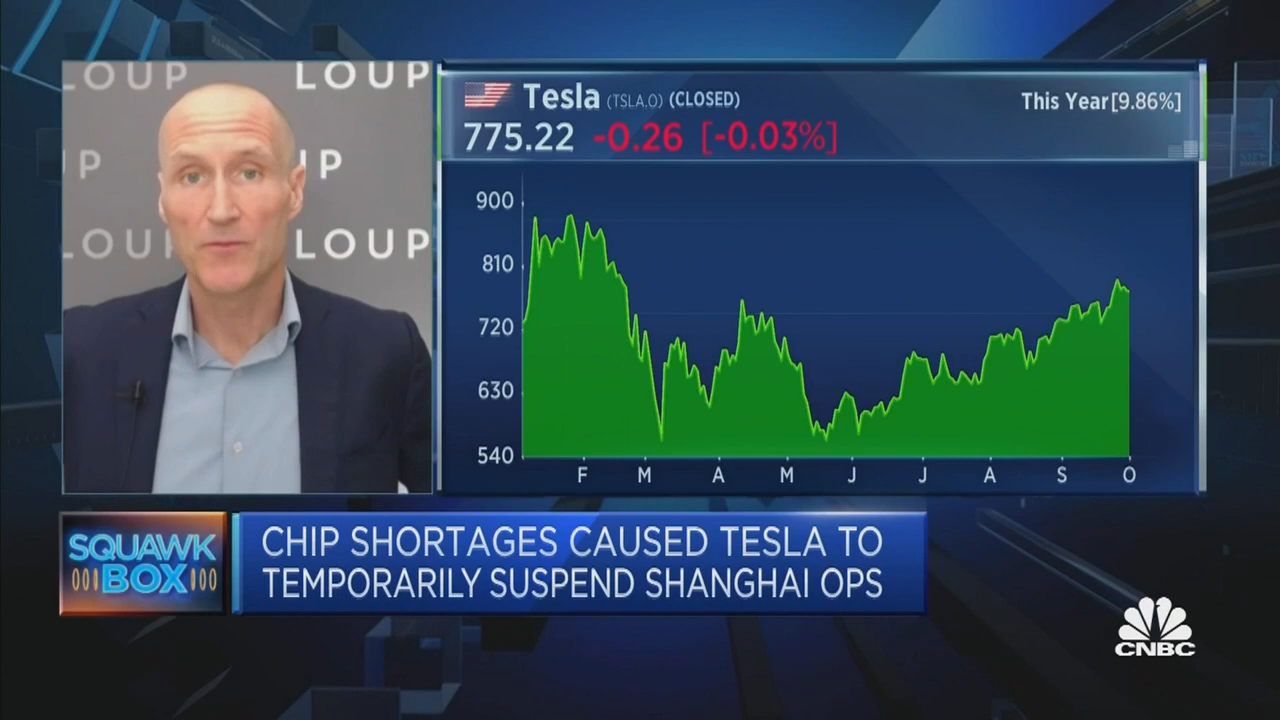 LOUP LOUP
UP UP
LOUP LOUP
Tesla (TSLA.O) (CLOSED)
This Year[9.86%]
775.22 -0.26 [-0.03%]
900
810
720
630
540
F M A M J J A S O
SQUAWK
BOX
CHIP SHORTAGES CAUSED TESLA TO
TEMPORARILY SUSPEND SHANGHAI OPS
CNBC